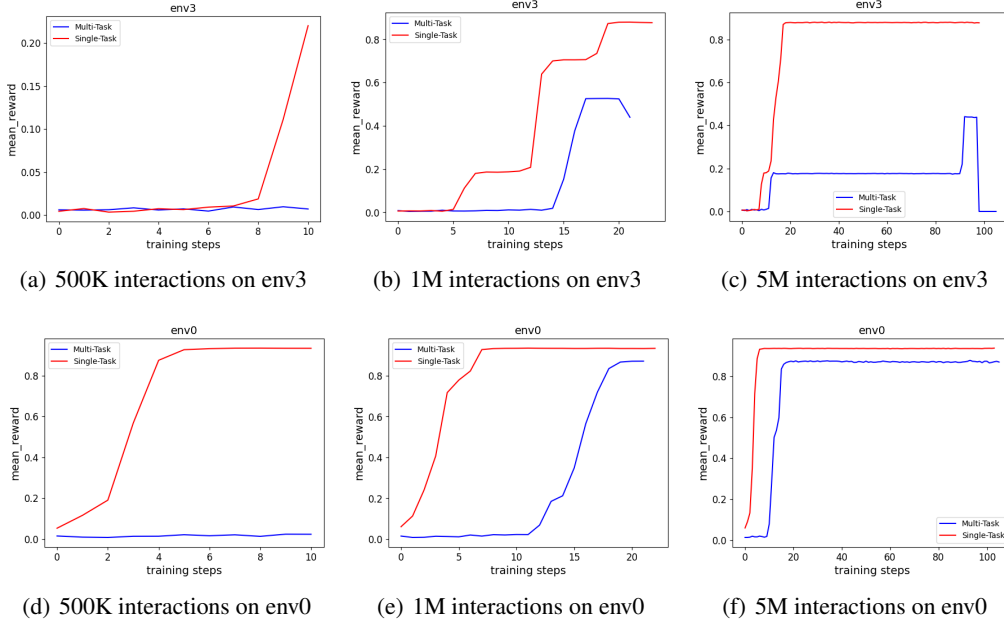 env3
Multi-Task
Single-Task
mean_reward
0.20
0.15
0.10
0.05
0.00
0 2 4 6 8 10
training steps
(a) 500K interactions on env3
env3
Multi-Task
Single-Task
mean_reward
0.8
0.6
0.4
0.2
0.0
0 5 10 15 20
training steps
(b) 1M interactions on env3
env3
mean_reward
0.8
0.6
0.4
0.2
0.0
Multi-Task
Single-Task
0 20 40 60 80 100
training steps
(c) 5M interactions on env3
env0
Multi-Task
Single-Task
mean_reward
0.8
0.6
0.4
0.2
0.0
0 2 4 6 8 10
training steps
(d) 500K interactions on env0
env0
Multi-Task
Single-Task
mean_reward
0.8
0.6
0.4
0.2
0.0
0 5 10 15 20
training steps
(e) 1M interactions on env0
env0
mean_reward
0.8
0.6
0.4
0.2
0.0
Multi-Task
Single-Task
0 20 40 60 80 100
training steps
(f) 5M interactions on env0